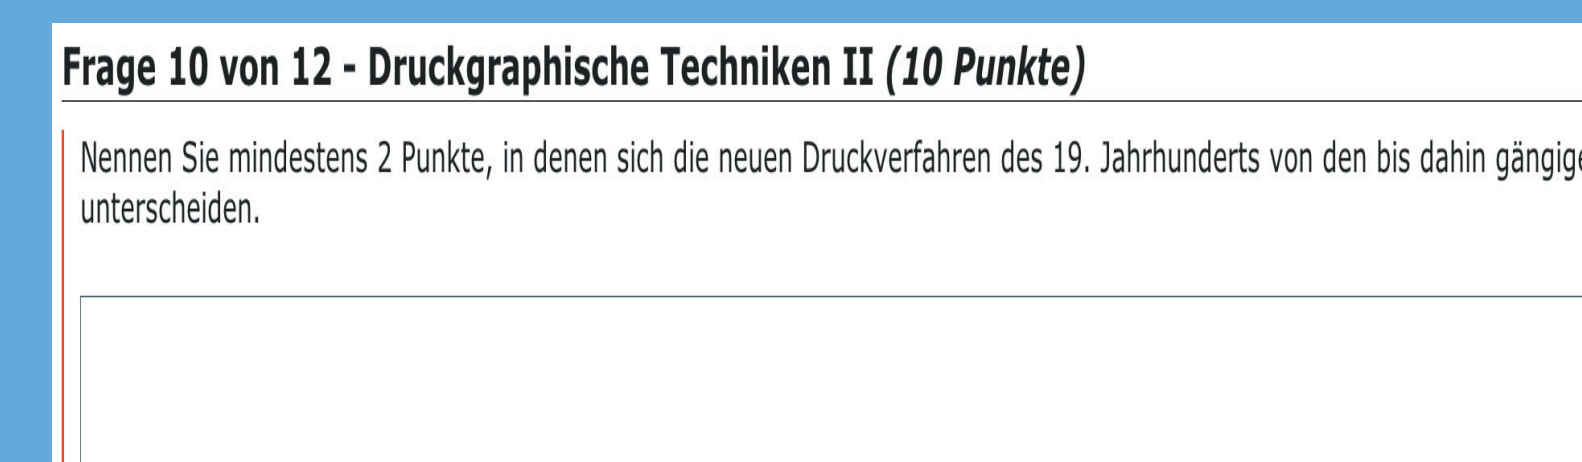 Frage 10 von 12 - Druckgraphische Techniken II (10 Punkte)
Nennen Sie mindestens 2 Punkte, in denen sich die neuen Druckverfahren des 19. Jahrhunderts von den bis dahin
unterscheiden.